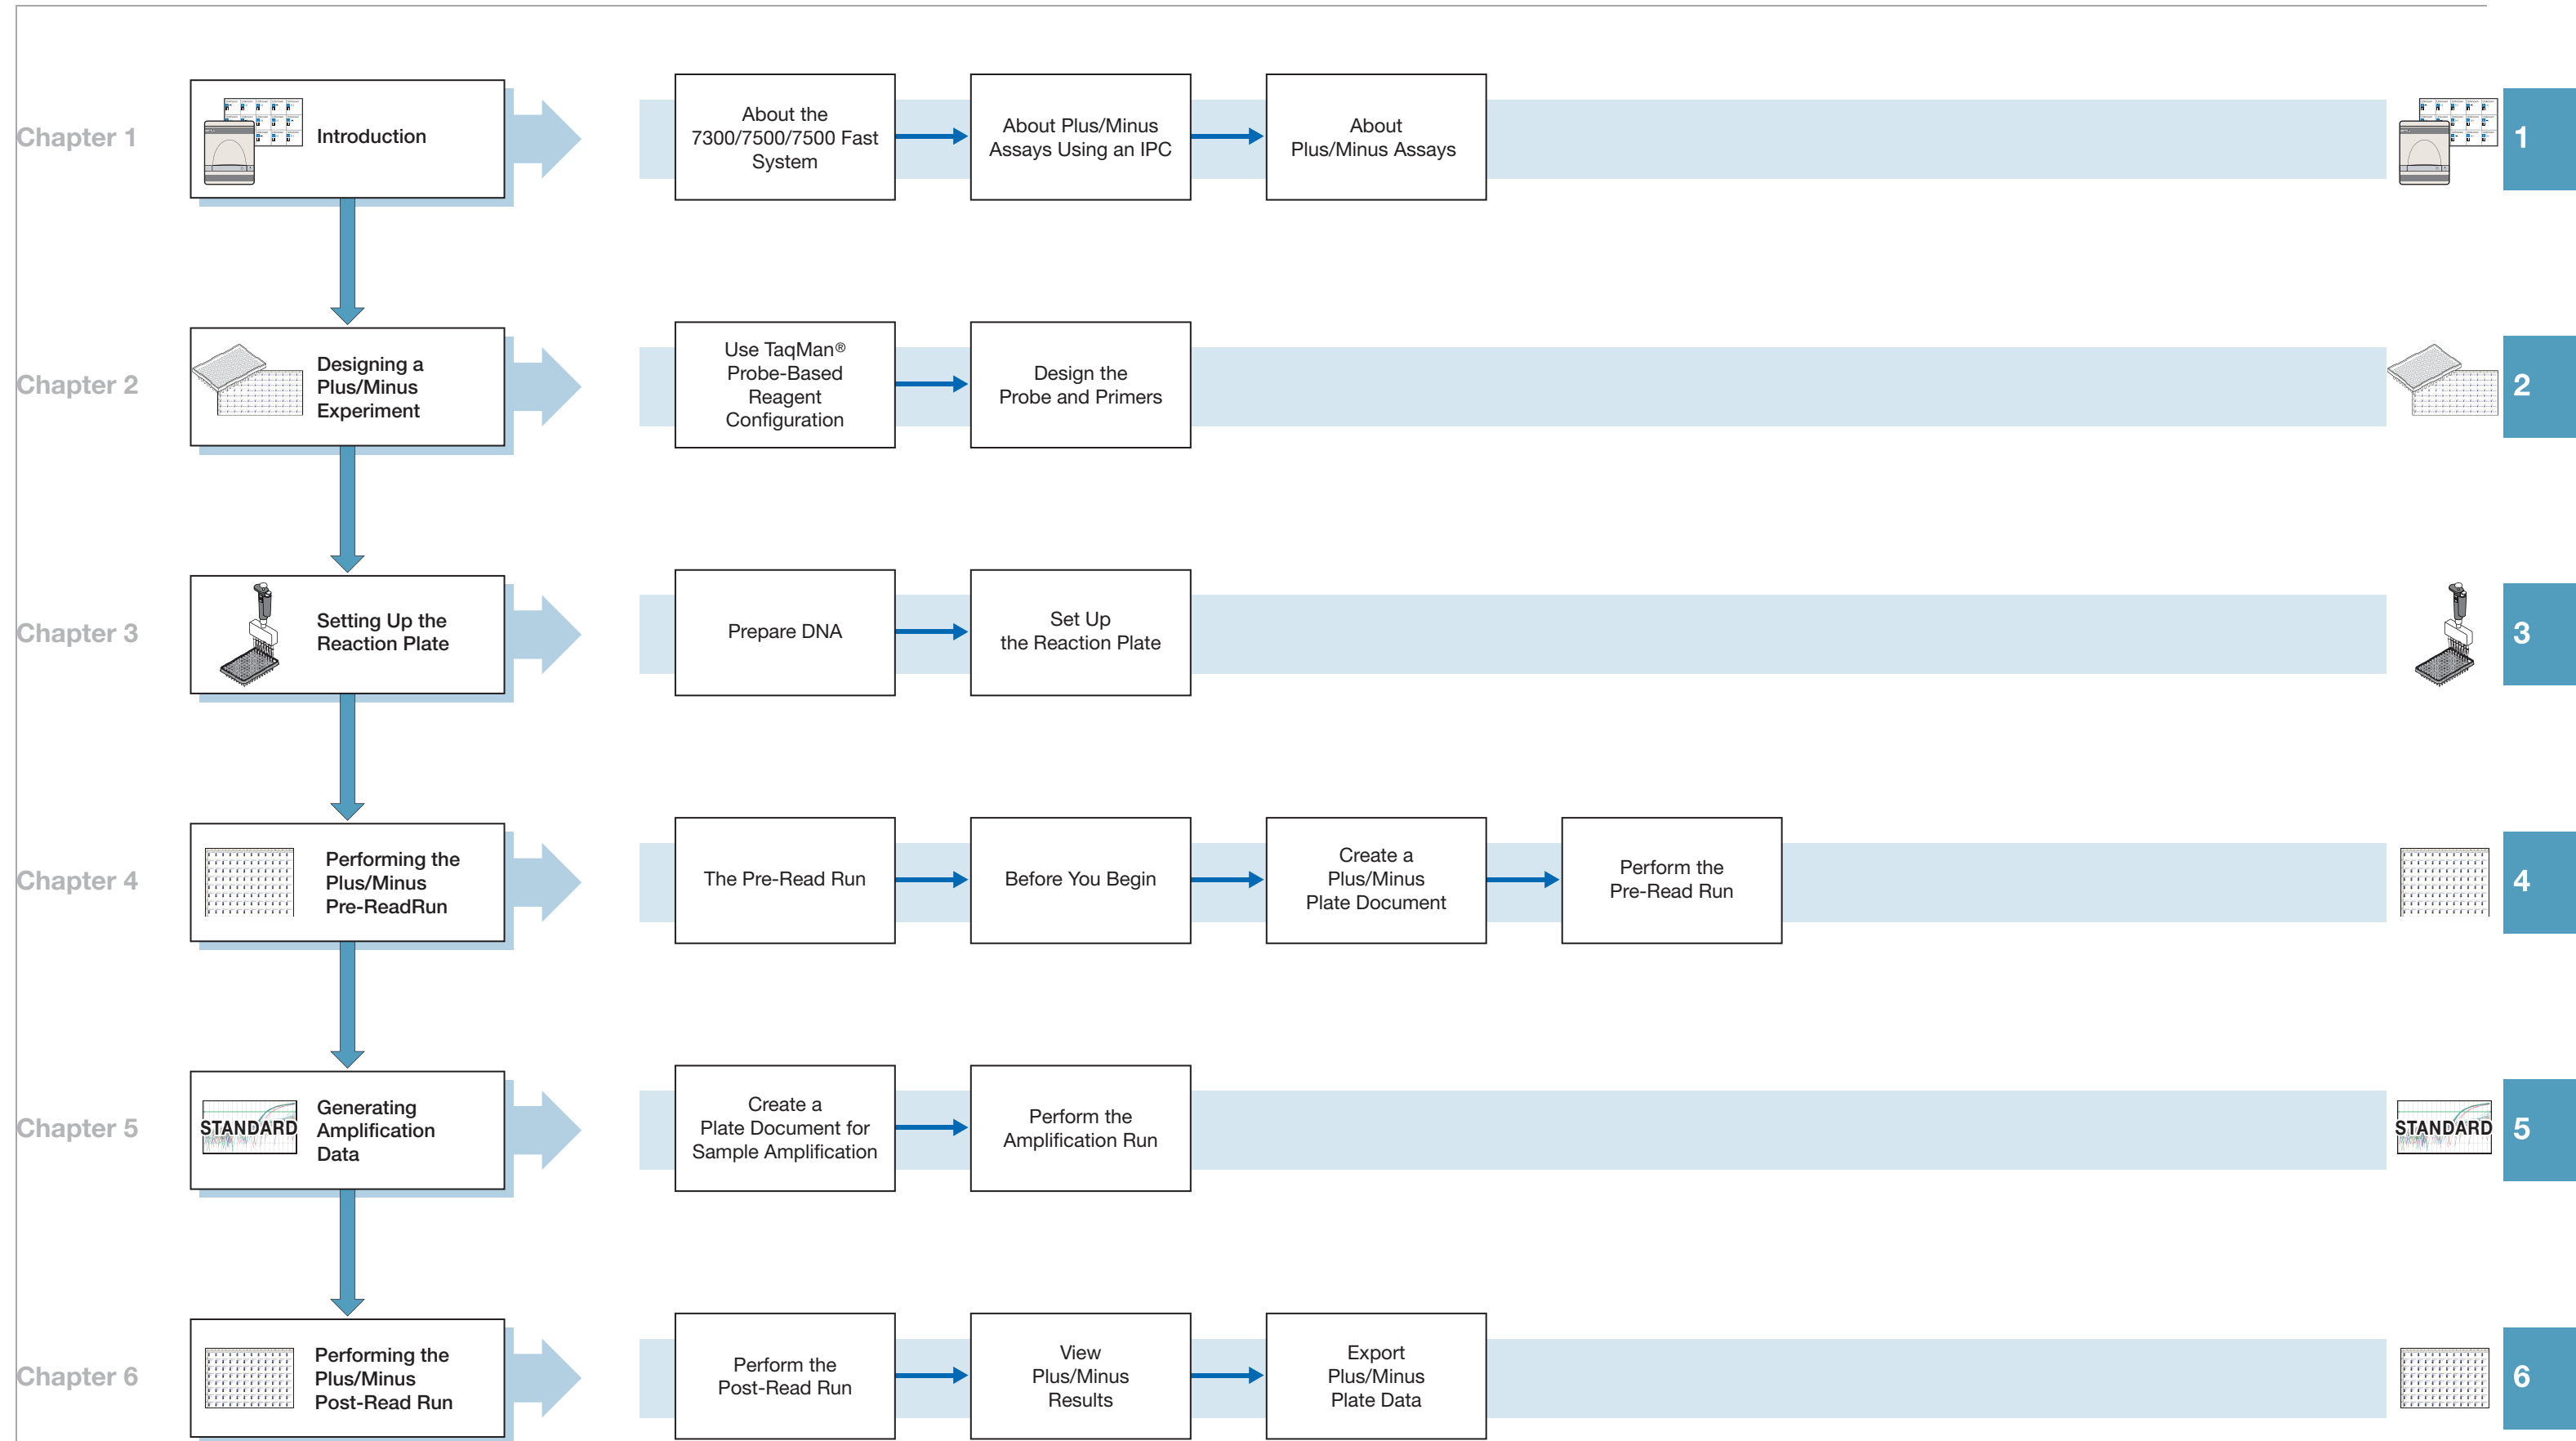 Chapter 1
Introduction
About the
7300/7500/7500 Fast
System
About Plus/Minus
Assays Using an IPC
About
Plus/Minus Assays
1
Chapter 2
Designing a
Plus/Minus
Experiment
Use TaqMan®
Probe-Based
Reagent
Configuration
Design the
Probe and Primers
2
Chapter 3
Setting Up the
Reaction Plate
Prepare DNA
Set Up
the Reaction Plate
3
Chapter 4
Performing the
Plus/Minus
Pre-ReadRun
The Pre-Read Run
Before You Begin
Create a
Plus/Minus
Plate Document
Perform the
Pre-Read Run
4
Chapter 5
STANDARD
Generating
Amplification
Data
Create a
Plate Document for
Sample Amplification
Perform the
Amplification Run
STANDARD
5
Chapter 6
Performing the
Plus/Minus
Post-Read Run
Perform the
Post-Read Run
View
Plus/Minus
Results
Export
Plus/Minus
Plate Data
6